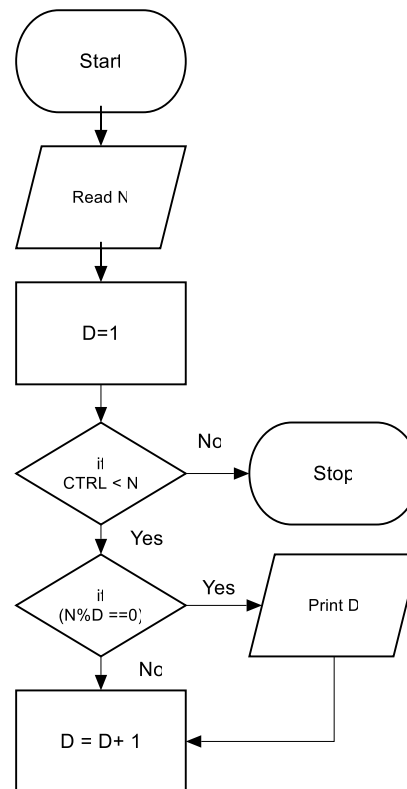 Start
Read N
D=1
if
CTRL < N
No
Stop
Yes
if
(N%D ==0)
Yes
Print D
No
D = D+ 1